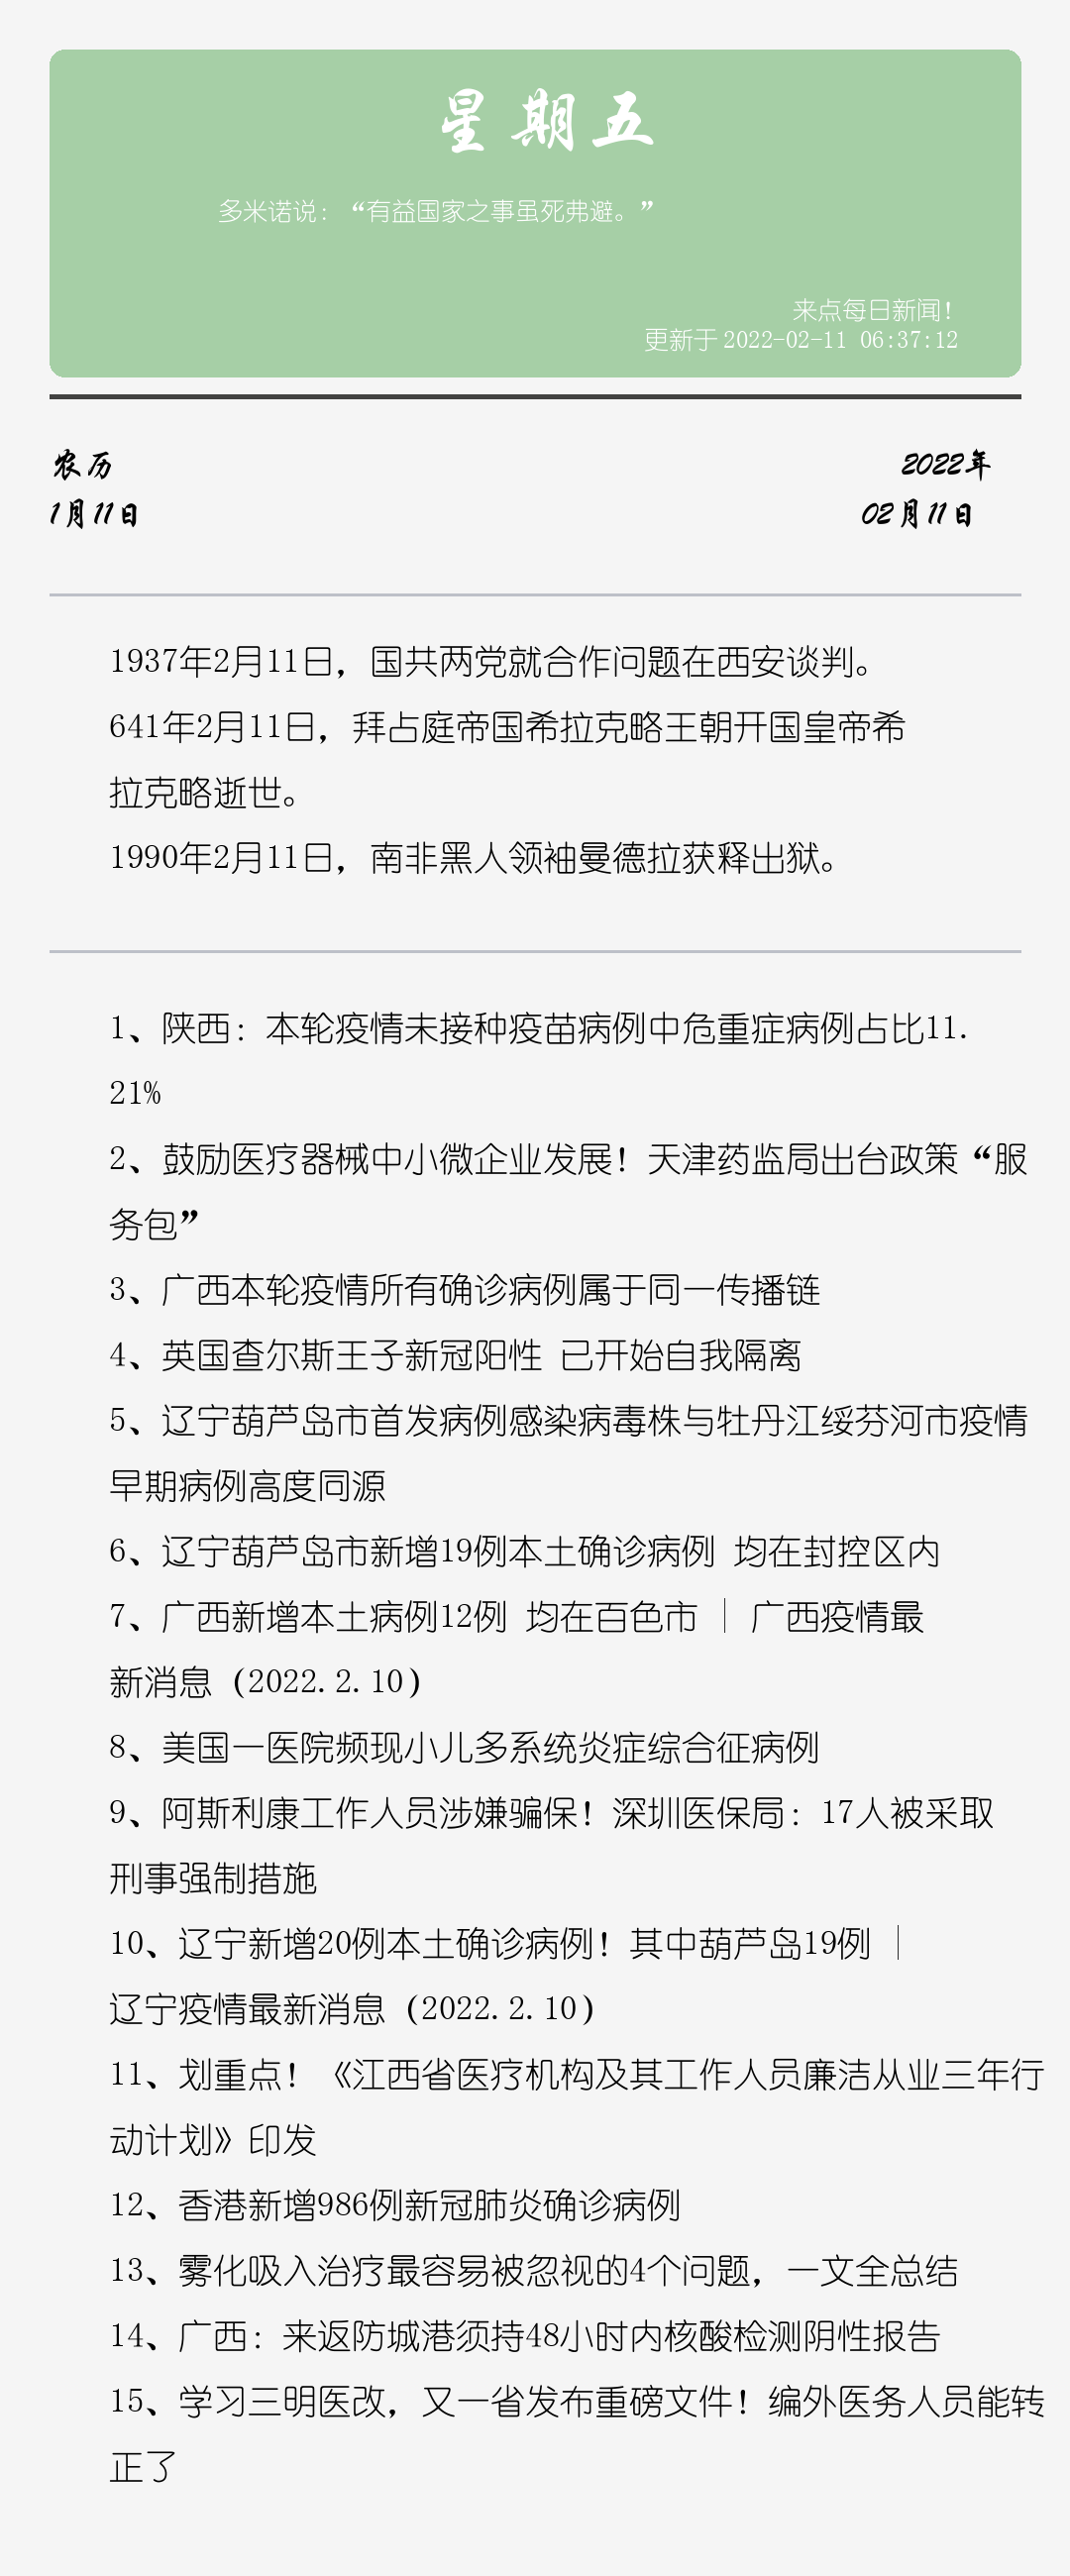 星期五
多米诺说：“有益国家之事虽死弗避。”
来点每日新闻！
更新于 2022-02-11 06:37:12
农历
2022年
1月11日
02月11日
1937年2月11日，国共两党就合作问题在西安谈判。
641年2月11日，拜占庭帝国希拉克略王朝开国皇帝希
拉克略逝世。
1990年2月11日，南非黑人领袖曼德拉获释出狱。
1、陕西：本轮疫情未接种疫苗病例中危重症病例占比11.
21%
2、鼓励医疗器械中小微企业发展！天津药监局出台政策“服
务包”
3、广西本轮疫情所有确诊病例属于同一传播链
4、英国查尔斯王子新冠阳性 已开始自我隔离
5、辽宁葫芦岛市首发病例感染病毒株与牡丹江绥芬河市疫情
早期病例高度同源
6、辽宁葫芦岛市新增19例本土确诊病例 均在封控区内
7、广西新增本土病例12例 均在百色市 | 广西疫情最
新消息（2022.2.10）
8、美国一医院频现小儿多系统炎症综合征病例
9、阿斯利康工作人员涉嫌骗保！深圳医保局：17人被采取
刑事强制措施
10、辽宁新增20例本土确诊病例！其中葫芦岛19例 |
辽宁疫情最新消息（2022.2.10）
11、划重点！《江西省医疗机构及其工作人员廉洁从业三年行
动计划》印发
12、香港新增986例新冠肺炎确诊病例
13、雾化吸入治疗最容易被忽视的4个问题，一文全总结
14、广西：来返防城港须持48小时内核酸检测阴性报告
15、学习三明医改，又一省发布重磅文件！编外医务人员能转
正了